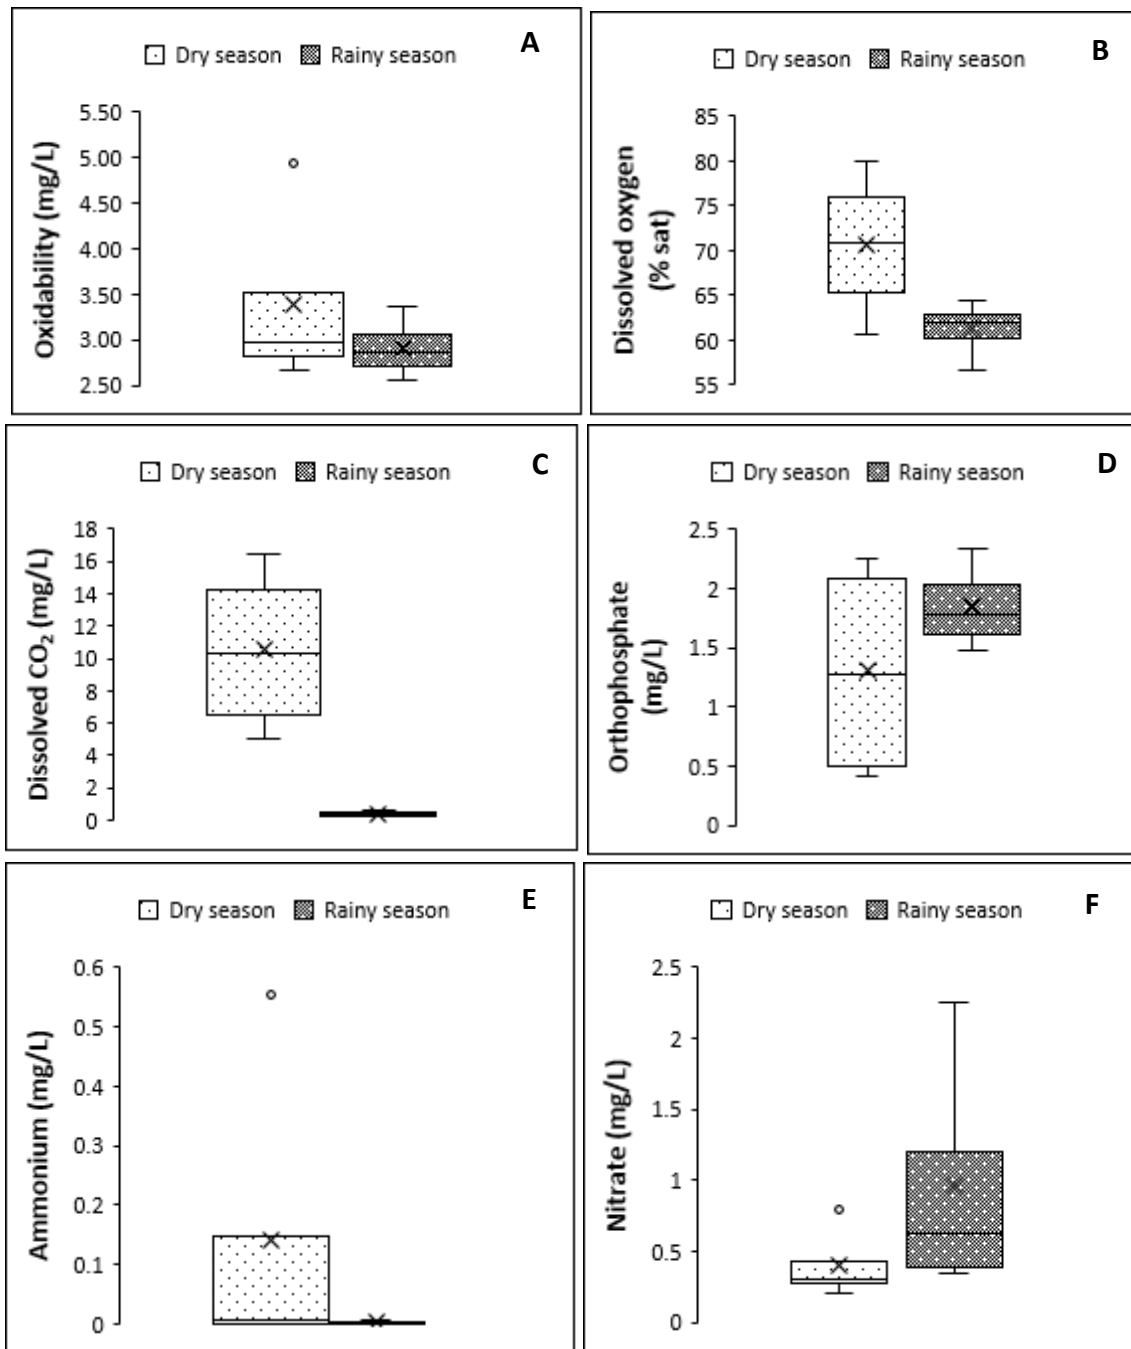 A
Dry season Rainy season
Oxidability (mg/L)
5.50
5.00
4.50
4.00
3.50
3.00
2.50
B
Dry season Rainy season
Dissolved oxygen
(% sat)
85
80
75
70
65
60
55
C
Dry season Rainy season
Dissolved CO₂ (mg/L)
18
16
14
12
10
8
6
4
2
0
D
Dry season Rainy season
Orthophosphate
(mg/L)
2.5
2
1.5
1
0.5
0
E
Dry season Rainy season
Ammonium (mg/L)
0.6
0.5
0.4
0.3
0.2
0.1
0
F
Dry season Rainy season
Nitrate (mg/L)
2.5
2
1.5
1
0.5
0